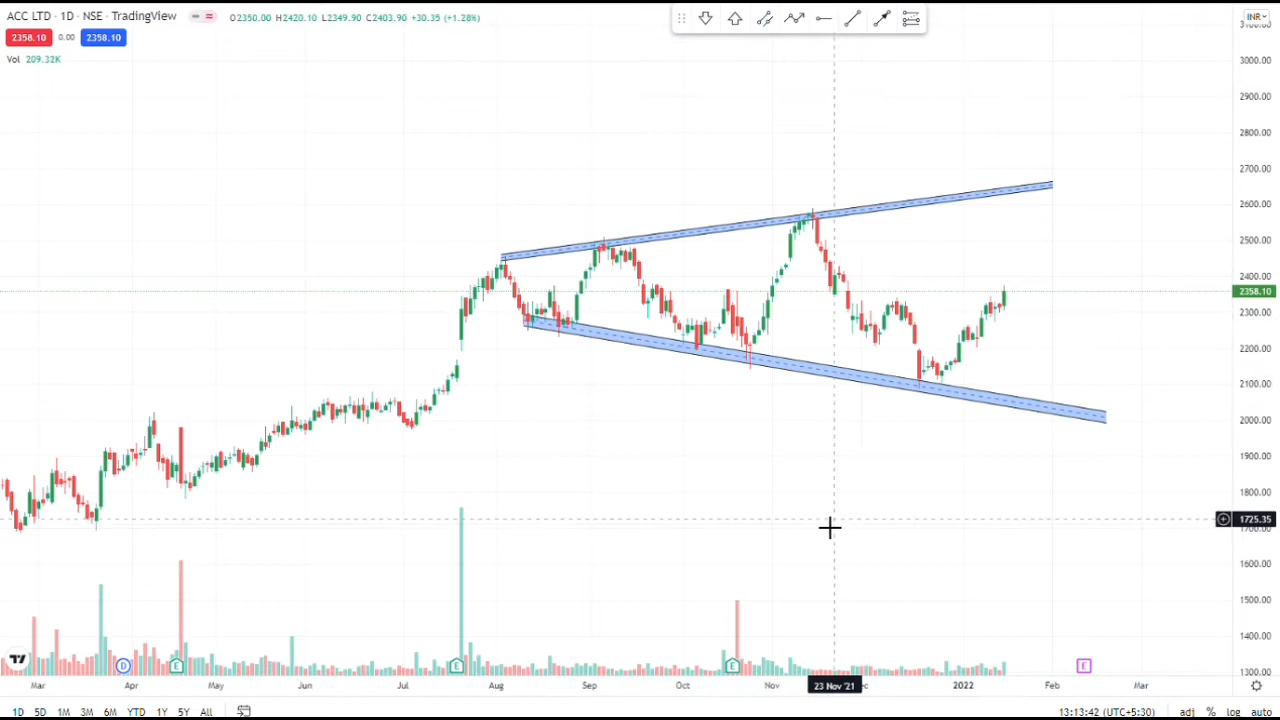 ACC LTD · 1D · NSE · TradingView O2350.00 H2420.10 L2349.90 C2403.90 +30.35 (+1.28%)
INR
2358.10 0.00 2358.10
Vol 209.32K
3000.00
2900.00
2800.00
2700.00
2600.00
2500.00
2400.00
2358.10
2300.00
2200.00
2100.00
2000.00
1900.00
1800.00
1725.35
1600.00
1500.00
1400.00
1300.00
D E E E E
Mar Apr May Jun Jul Aug Sep Oct Nov 23 Nov '21 2022 Feb Mar
1D 5D 1M 3M 6M YTD 1Y 5Y All 13:13:42 (UTC+5:30) adj % log auto